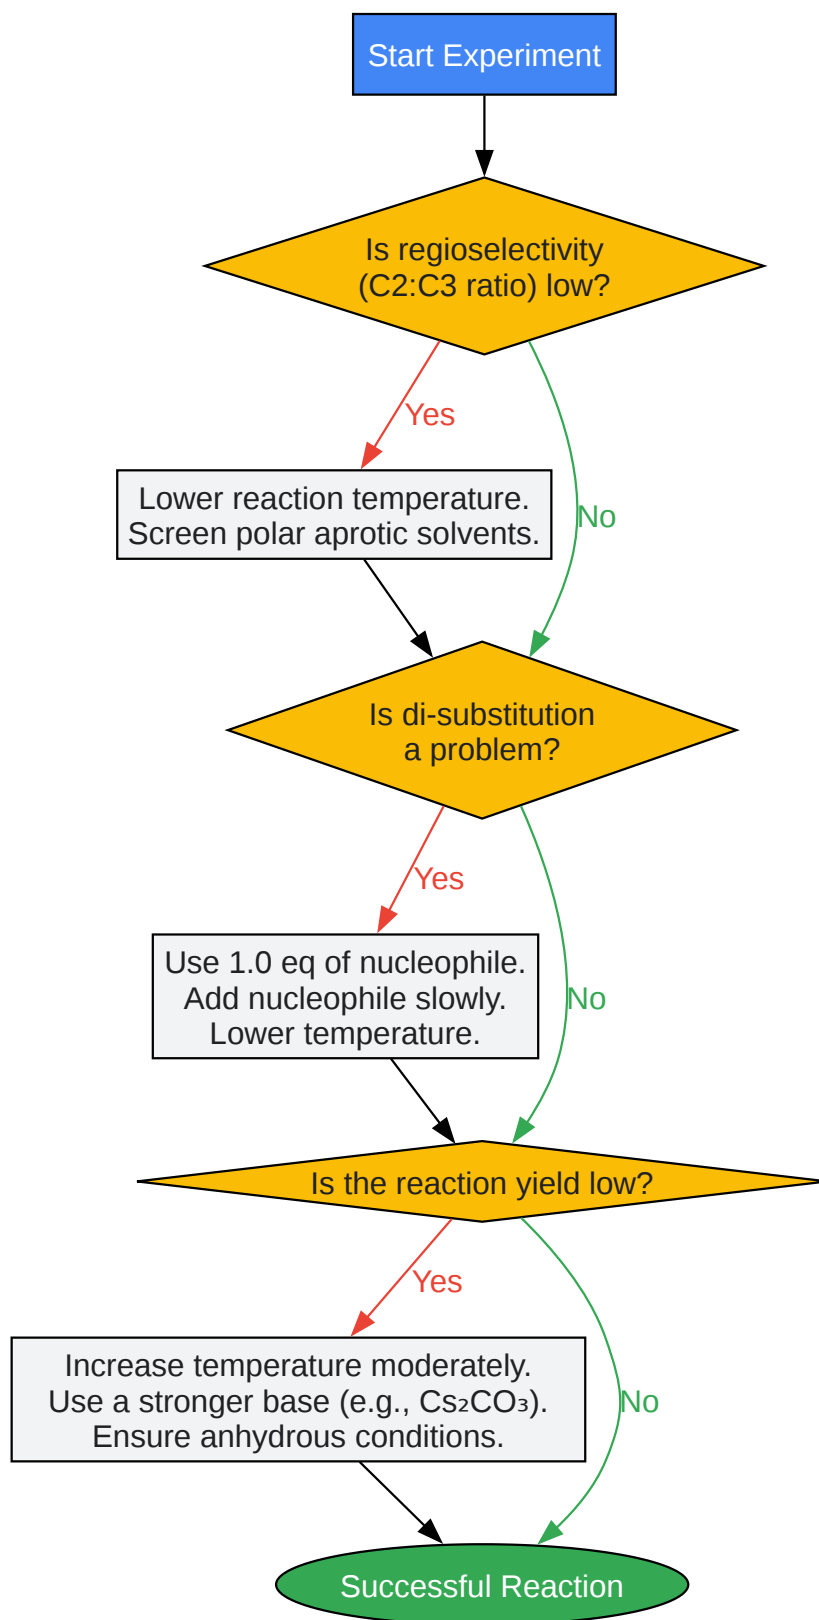 Start Experiment
Is regioselectivity
(C2:C3 ratio) low?
Yes
Lower reaction temperature.
Screen polar aprotic solvents.
No
Is di-substitution
a problem?
Yes
Use 1.0 eq of nucleophile.
Add nucleophile slowly.
Lower temperature.
No
Is the reaction yield low?
Yes
Increase temperature moderately.
Use a stronger base (e.g., Cs₂CO₃).
Ensure anhydrous conditions.
No
Successful Reaction